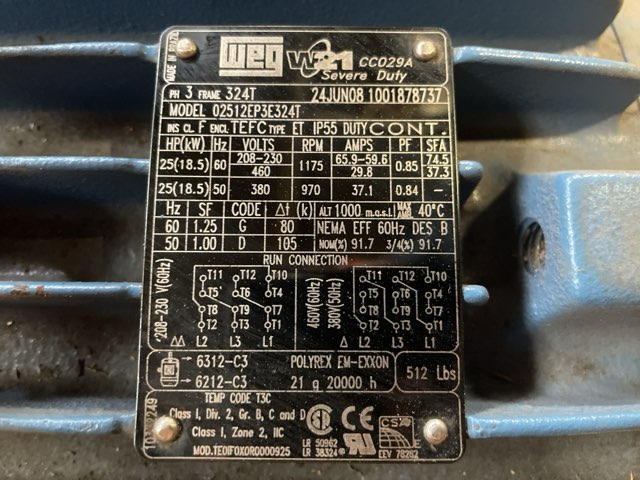 MADE IN BRAZIL
WEG W21 CC029A
Severe Duty
PH 3 FRAME 324T 24JUN08 1001878737
MODEL 02512EP3E324T
INS CL. F ENCL TEFC TYPE ET IP55 DUTY CONT.
HP(kW) Hz VOLTS RPM AMPS PF SFA
25(18.5) 60 208-230 1175 65.9-59.6 0.85 74.5
460 29.8 37.3
25(18.5) 50 380 970 37.1 0.84 -
Hz SF CODE Δt (k) ALT 1000 m.a.s.l. MAX AMB. 40°C
60 1.25 G 80 NEMA EFF 60Hz DES B
50 1.00 D 105 NOM(%) 91.7 3/4(%) 91.7
RUN CONNECTION
208-230 V(60Hz)
T11 T12 T10
T5 T6 T4
T8 T9 T7
T2 T3 T1
ΔΔ L2 L3 L1
460V(60Hz)
380V(50Hz)
T11 T12 T10
T5 T6 T4
T8 T9 T7
T2 T3 T1
Δ L2 L3 L1
6312-C3 POLYREX EM-EXXON
6212-C3 21 g 20000 h
512 Lbs
TEMP CODE T3C
Class I, Div. 2, Gr. B, C and D
Class I, Zone 2, IIC
MOD.TE01F0X0R0000925
LR 50962
LR 38324
EEV 78282